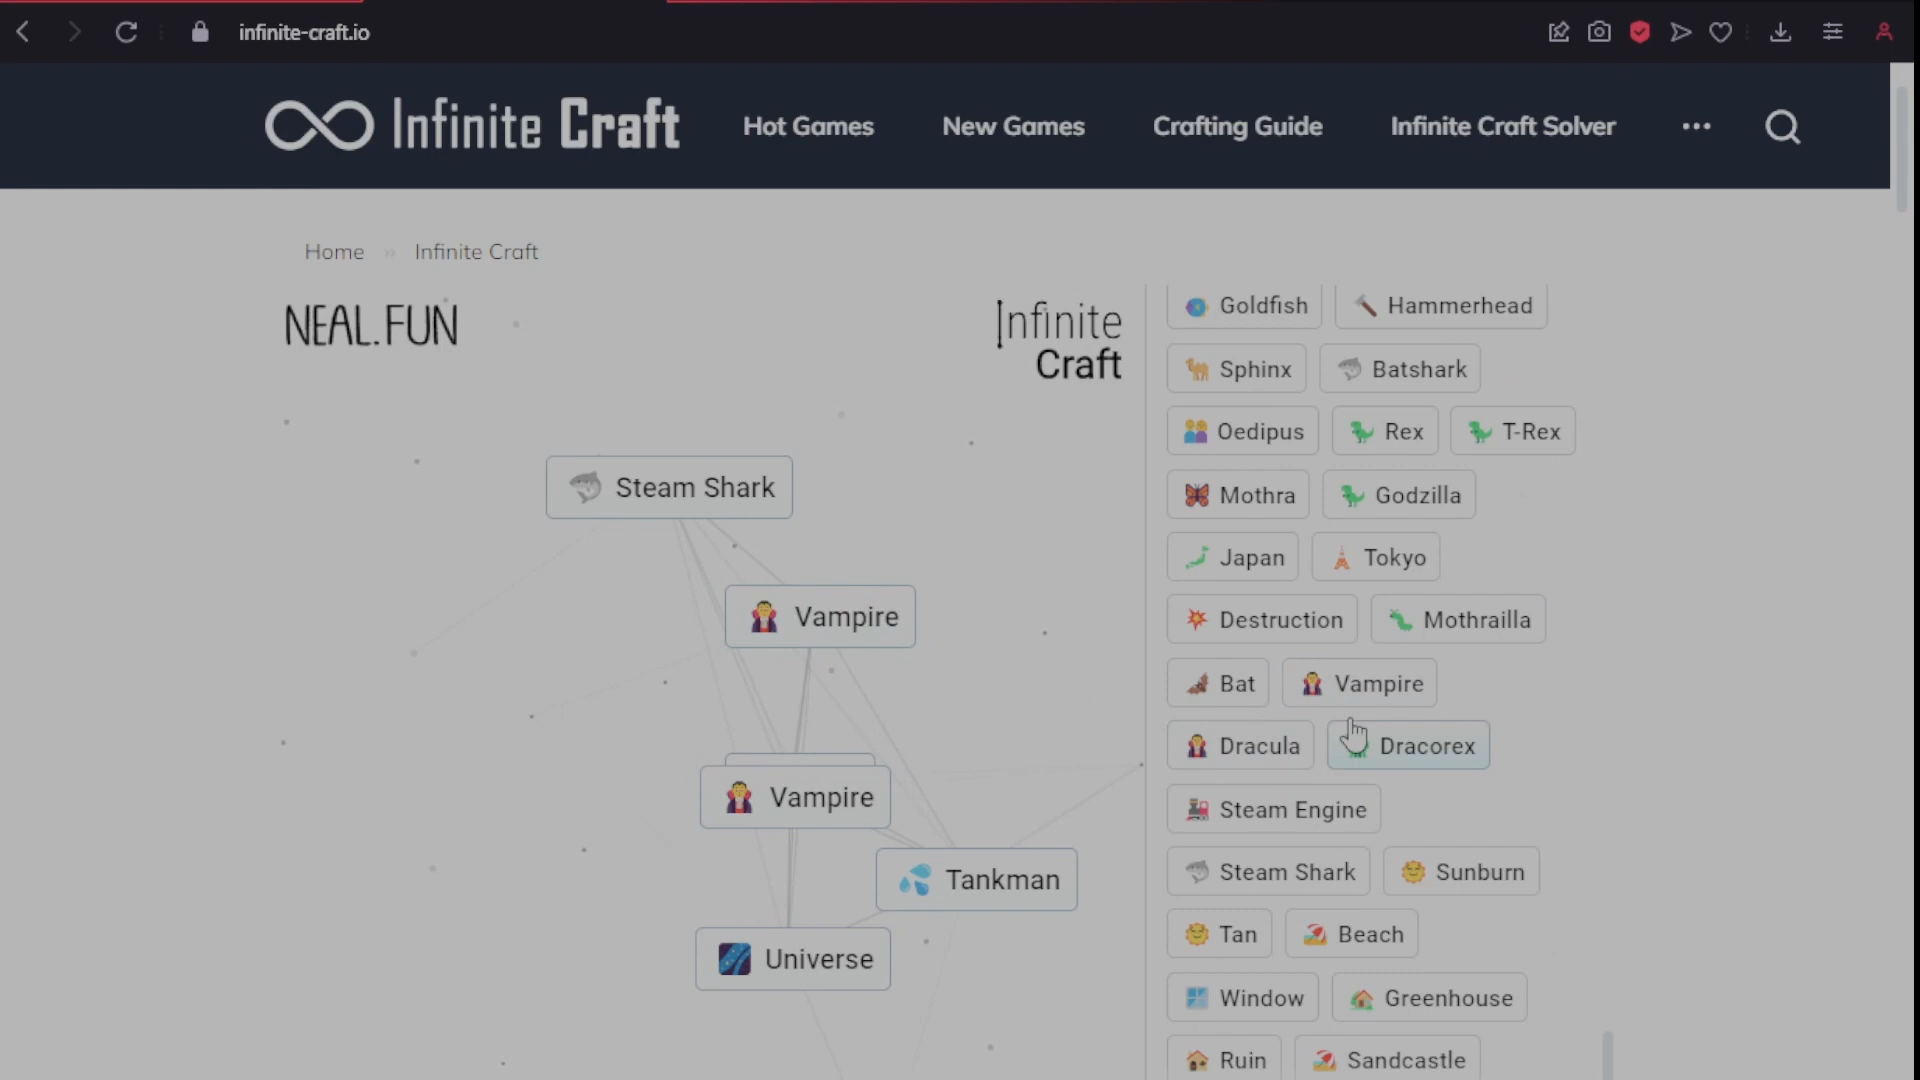 infinite-craft.io
Infinite Craft
Hot Games
New Games
Crafting Guide
Infinite Craft Solver
Home » Infinite Craft
NEAL.FUN
Infinite
Craft
Steam Shark
Vampire
Vampire
Tankman
Universe
Goldfish Hammerhead
Sphinx Batshark
Oedipus Rex T-Rex
Mothra Godzilla
Japan Tokyo
Destruction Mothrailla
Bat Vampire
Dracula Dracorex
Steam Engine
Steam Shark Sunburn
Tan Beach
Window Greenhouse
Ruin Sandcastle